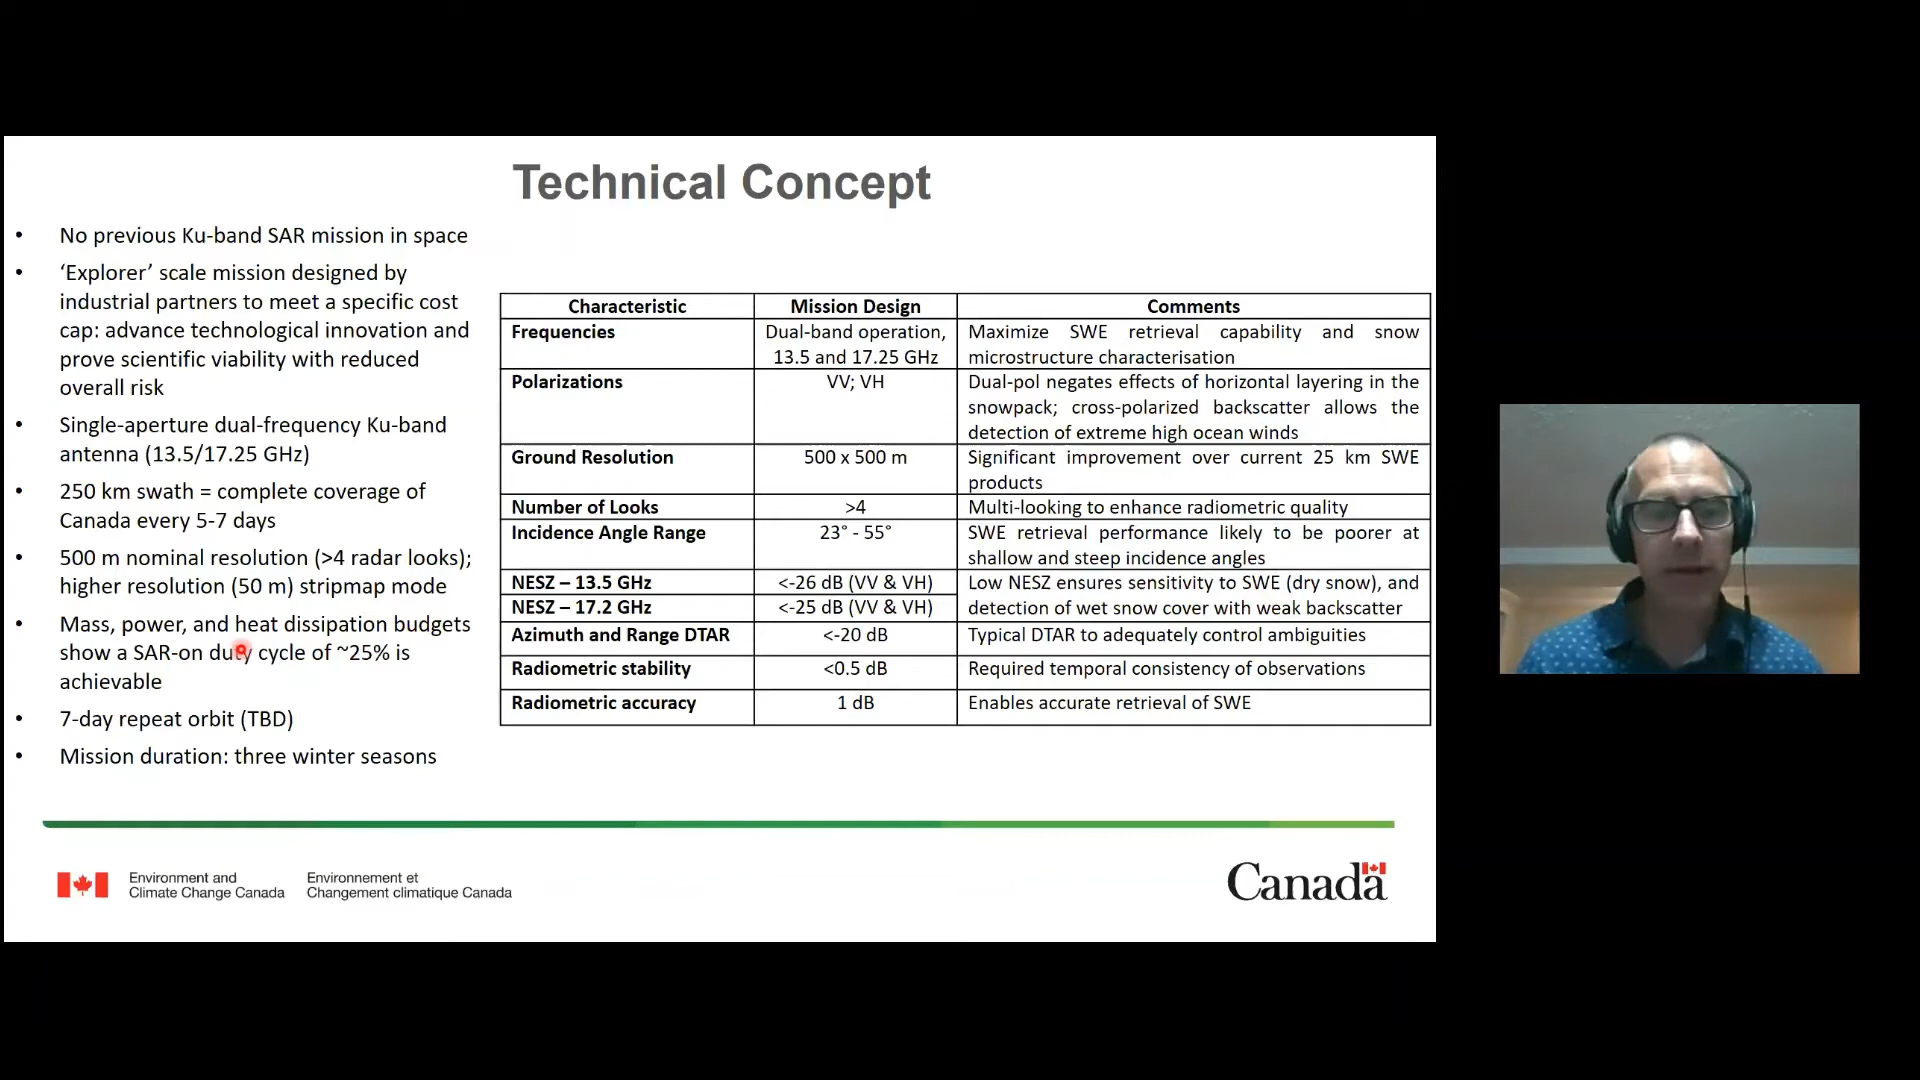 Technical Concept
• No previous Ku-band SAR mission in space
• ‘Explorer’ scale mission designed by
industrial partners to meet a specific cost
cap: advance technological innovation and
prove scientific viability with reduced
overall risk
• Single-aperture dual-frequency Ku-band
antenna (13.5/17.25 GHz)
• 250 km swath = complete coverage of
Canada every 5-7 days
• 500 m nominal resolution (>4 radar looks);
higher resolution (50 m) stripmap mode
• Mass, power, and heat dissipation budgets
show a SAR-on duty cycle of ~25% is
achievable
• 7-day repeat orbit (TBD)
• Mission duration: three winter seasons
Characteristic Mission Design Comments
Frequencies Dual-band operation, Maximize SWE retrieval capability and snow
13.5 and 17.25 GHz microstructure characterisation
Polarizations VV; VH Dual-pol negates effects of horizontal layering in the
snowpack; cross-polarized backscatter allows the
detection of extreme high ocean winds
Ground Resolution 500 x 500 m Significant improvement over current 25 km SWE
products
Number of Looks >4 Multi-looking to enhance radiometric quality
Incidence Angle Range 23° - 55° SWE retrieval performance likely to be poorer at
shallow and steep incidence angles
NESZ – 13.5 GHz <-26 dB (VV & VH) Low NESZ ensures sensitivity to SWE (dry snow), and
NESZ – 17.2 GHz <-25 dB (VV & VH) detection of wet snow cover with weak backscatter
Azimuth and Range DTAR <-20 dB Typical DTAR to adequately control ambiguities
Radiometric stability <0.5 dB Required temporal consistency of observations
Radiometric accuracy 1 dB Enables accurate retrieval of SWE
Environment and Environnement et
Climate Change Canada Changement climatique Canada
Canada